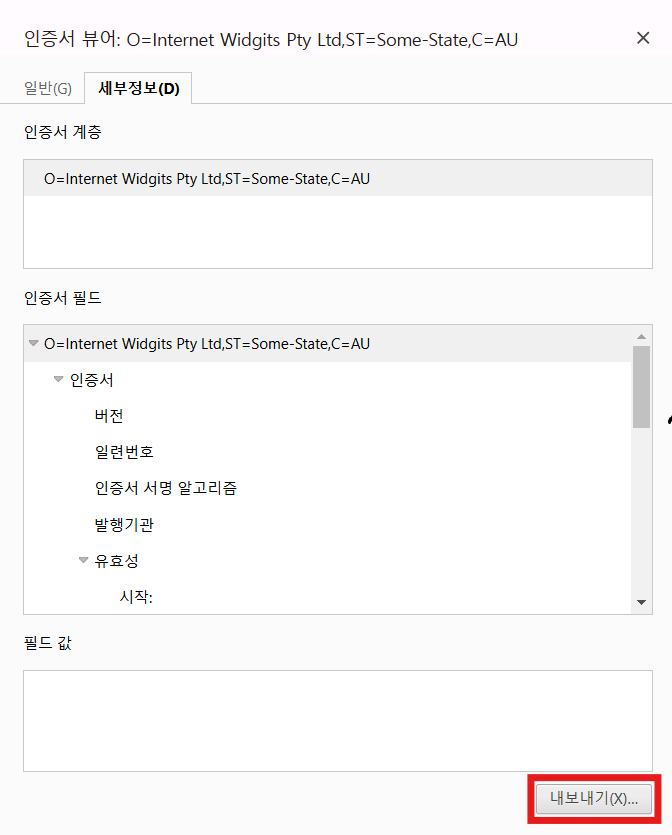 인증서 뷰어: O=Internet Widgits Pty Ltd,ST=Some-State,C=AU
일반(G) 세부정보(D)
인증서 계층
O=Internet Widgits Pty Ltd,ST=Some-State,C=AU
인증서 필드
O=Internet Widgits Pty Ltd,ST=Some-State,C=AU
인증서
버전
일련번호
인증서 서명 알고리즘
발행기관
유효성
시작:
필드 값
내보내기(X)...